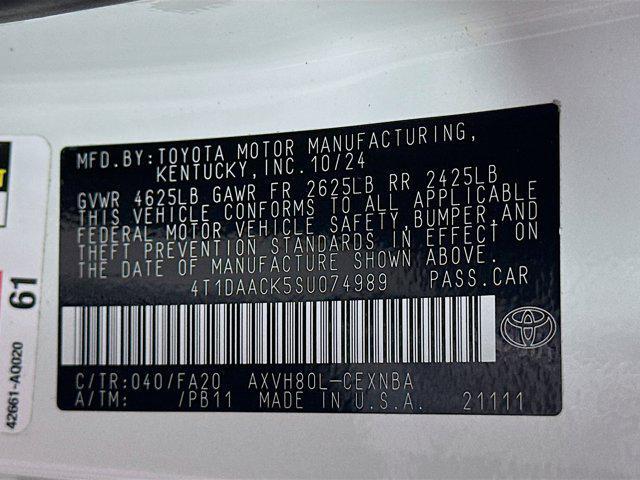 MFD.BY:TOYOTA MOTOR MANUFACTURING,
KENTUCKY, INC. 10/24
GVWR 4625LB GAWR FR 2625LB RR 2425LB
THIS VEHICLE CONFORMS TO ALL APPLICABLE
FEDERAL MOTOR VEHICLE SAFETY, BUMPER, AND
THEFT PREVENTION STANDARDS IN EFFECT ON
THE DATE OF MANUFACTURE SHOWN ABOVE.
4T1DAACK5SU074989 PASS.CAR
C/TR:040/FA20 AXVH80L-CEXNBA
A/TM: /PB11 MADE IN U.S.A. 21111
61
42661-A0020